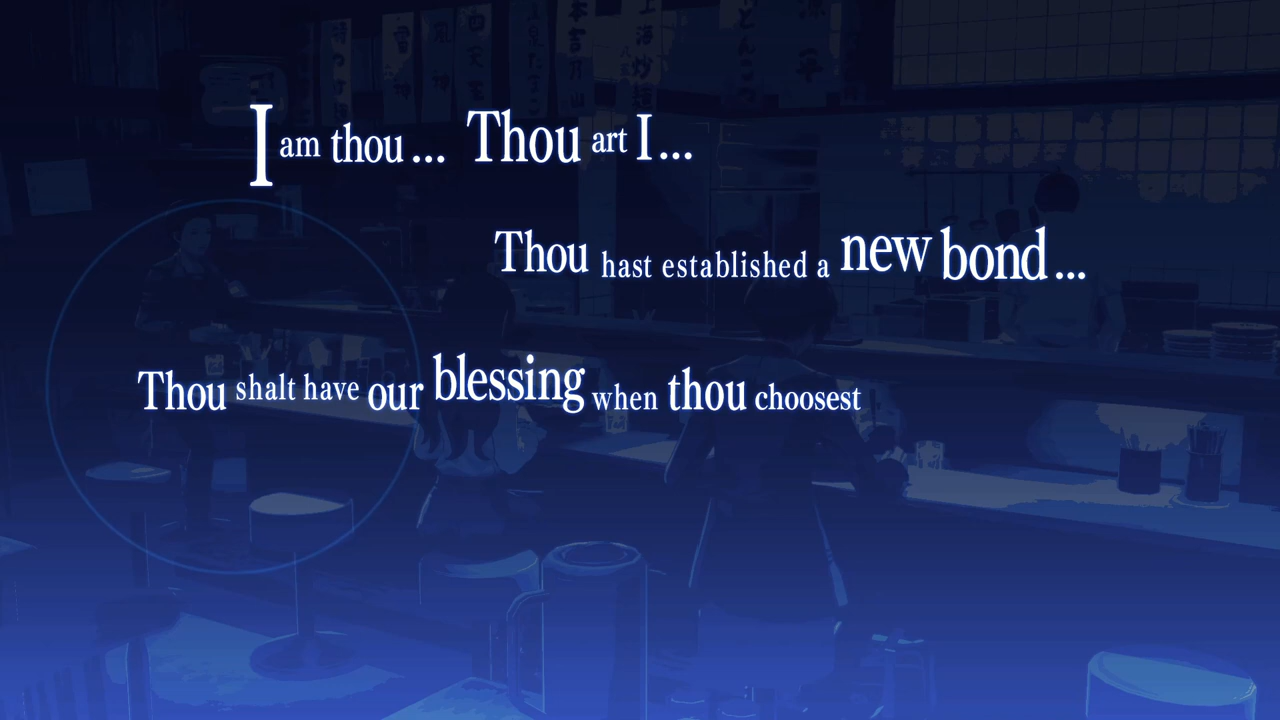 I am thou... Thou art I...
Thou hast established a new bond...
Thou shalt have our blessing when thou choosest